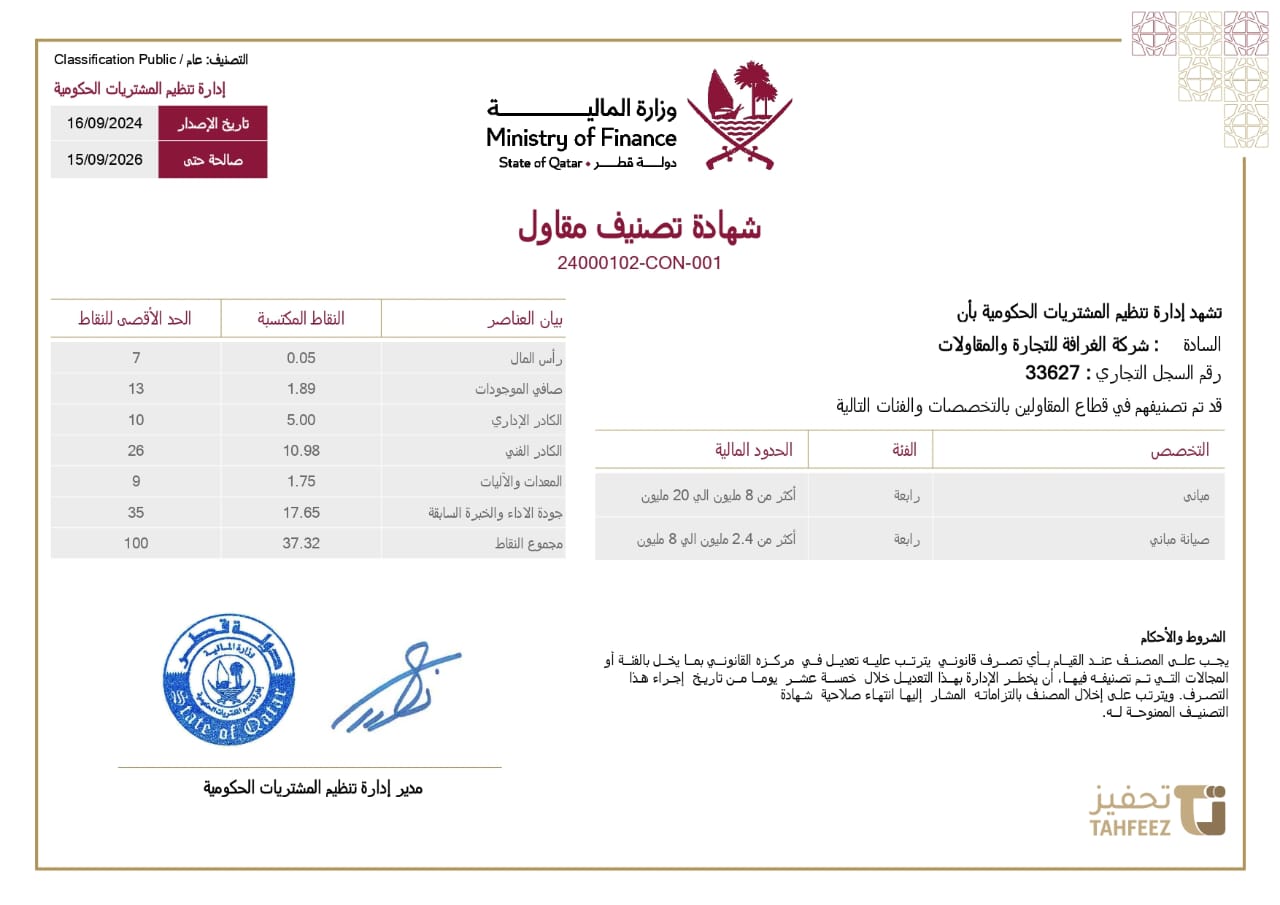 التصنيف: عام / Classification Public
إدارة تنظيم المشتريات الحكومية
تاريخ الإصدار 16/09/2024
صالحة حتى 15/09/2026
وزارة المالية
Ministry of Finance
دولة قطر • State of Qatar
شهادة تصنيف مقاول
24000102-CON-001
تشهد إدارة تنظيم المشتريات الحكومية بأن
السادة : شركة الغرافة للتجارة والمقاولات
رقم السجل التجاري : 33627
قد تم تصنيفهم في قطاع المقاولين بالتخصصات والفئات التالية
التخصص الفئة الحدود المالية
مباني رابعة أكثر من 8 مليون الي 20 مليون
صيانة مباني رابعة أكثر من 2.4 مليون الي 8 مليون
بيان العناصر النقاط المكتسبة الحد الأقصى للنقاط
رأس المال 0.05 7
صافي الموجودات 1.89 13
الكادر الإداري 5.00 10
الكادر الفني 10.98 26
المعدات والآليات 1.75 9
جودة الاداء والخبرة السابقة 17.65 35
مجموع النقاط 37.32 100
الشروط والأحكام
يجب على المصنف عند القيام بأي تصرف قانوني يترتب عليه تعديل في مركزه القانوني بما يخل بالفئة أو
المجالات التي تم تصنيفه فيها، أن يخطر الإدارة بهذا التعديل خلال خمسة عشر يوما من تاريخ إجراء هذا
التصرف. ويترتب على إخلال المصنف بالتزاماته المشار إليها انتهاء صلاحية شهادة
التصنيف الممنوحة له.
دولة قطر
وزارة المالية
إدارة تنظيم المشتريات الحكومية
State of Qatar
مدير إدارة تنظيم المشتريات الحكومية
تحفيز
TAHFEEZ